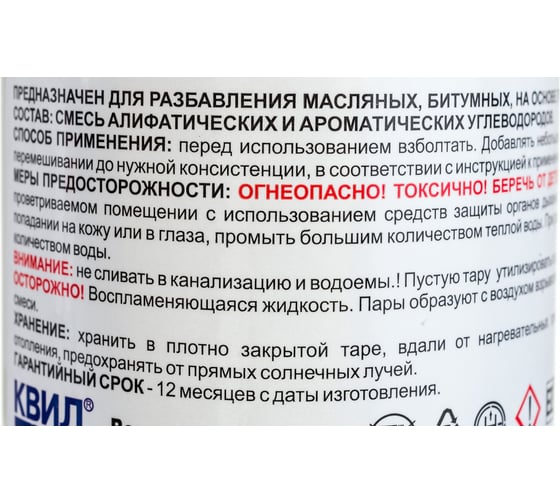 ПРЕДНАЗНАЧЕН ДЛЯ РАЗБАВЛЕНИЯ МАСЛЯНЫХ, БИТУМНЫХ, НА ОСНОВЕ
СОСТАВ: СМЕСЬ АЛИФАТИЧЕСКИХ И АРОМАТИЧЕСКИХ УГЛЕВОДОРОДОВ.
СПОСОБ ПРИМЕНЕНИЯ: перед использованием взболтать. Добавлять
перемешивании до нужной консистенции, в соответствии с инструкцией к
МЕРЫ ПРЕДОСТОРОЖНОСТИ: ОГНЕОПАСНО! ТОКСИЧНО! БЕРЕЧЬ ОТ
проветриваемом помещении с использованием средств защиты органов
попадании на кожу или в глаза, промыть большим количеством теплой воды.
количеством воды.
ВНИМАНИЕ: не сливать в канализацию и водоемы.! Пустую тару
ОСТОРОЖНО! Воспламеняющаяся жидкость. Пары образуют с воздухом
смеси.
ХРАНЕНИЕ: хранить в плотно закрытой таре, вдали от нагревательных
отопления, предохранять от прямых солнечных лучей.
ГАРАНТИЙНЫЙ СРОК - 12 месяцев с даты изготовления.
КВИЛ®